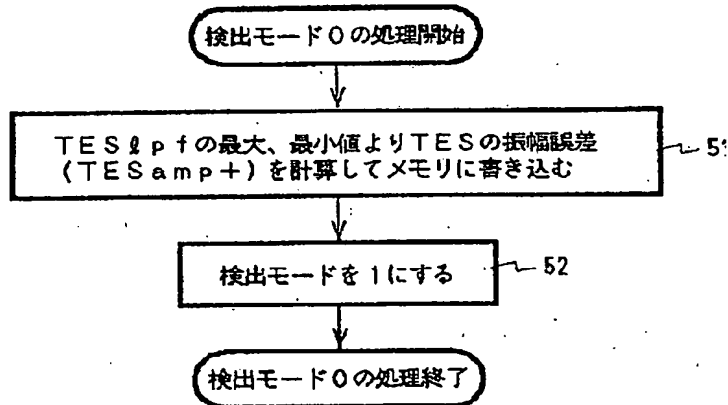 検出モード0の処理開始
TESℓpfの最大、最小値よりTESの振幅誤差
(TESamp+)を計算してメモリに書き込む
検出モードを1にする
52
検出モード0の処理終了